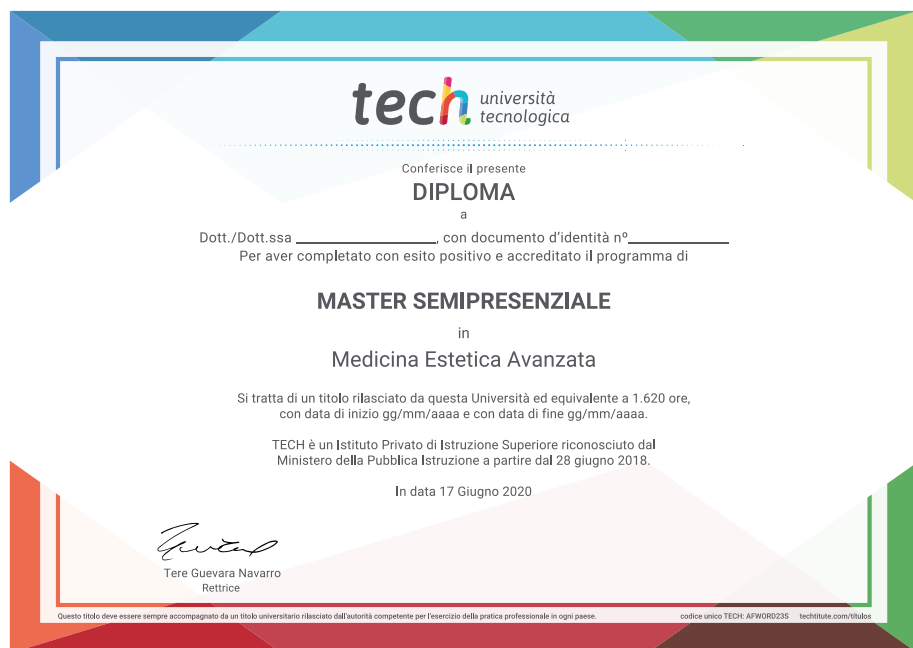 tech università
tecnologica
Conferisce il presente
DIPLOMA
a
Dott./Dott.ssa ________________, con documento d'identità nº____________
Per aver completato con esito positivo e accreditato il programma di
MASTER SEMIPRESENZIALE
in
Medicina Estetica Avanzata
Si tratta di un titolo rilasciato da questa Università ed equivalente a 1.620 ore,
con data di inizio gg/mm/aaaa e con data di fine gg/mm/aaaa.
TECH è un Istituto Privato di Istruzione Superiore riconosciuto dal
Ministero della Pubblica Istruzione a partire dal 28 giugno 2018.
In data 17 Giugno 2020
Tere Guevara Navarro
Rettrice
Questo titolo deve essere sempre accompagnato da un titolo universitario rilasciato dall'autorità competente per l'esercizio della pratica professionale in ogni paese.
codice unico TECH: AFWORD23S techtitute.com/titulos